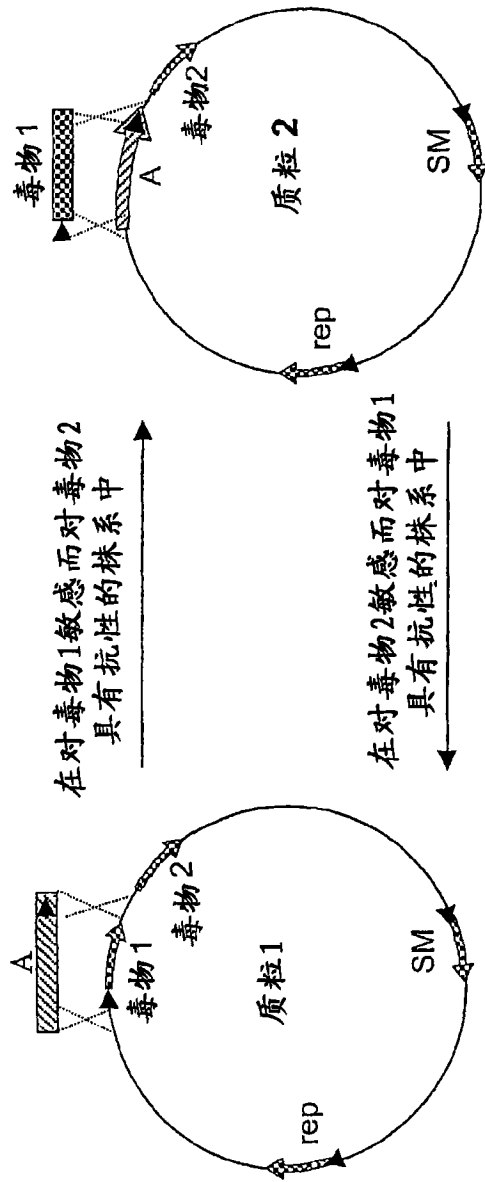 A
毒物1
毒物2
质粒1
rep
SM
在对毒物1敏感而对毒物2
具有抗性的株系中
在对毒物2敏感而对毒物1
具有抗性的株系中
毒物1
A
毒物2
质粒2
rep
SM